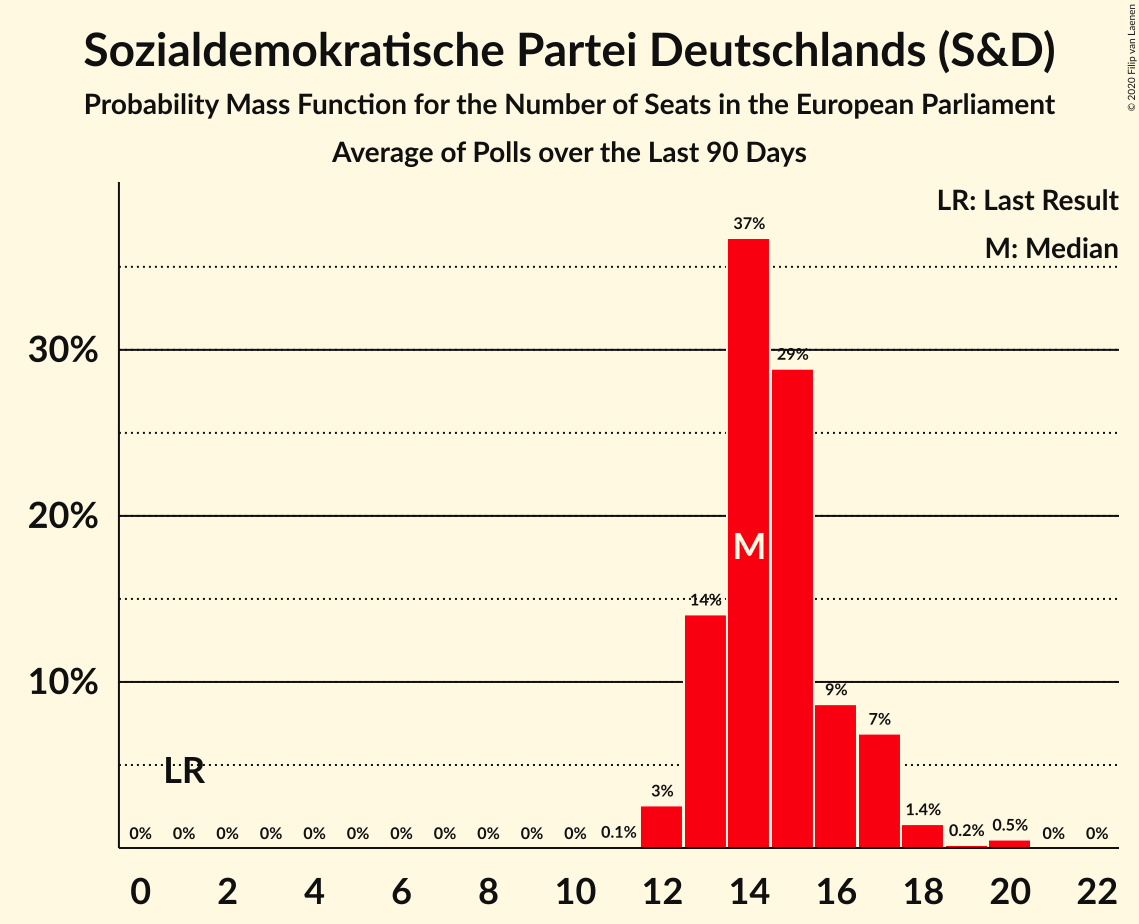 Sozialdemokratische Partei Deutschlands (S&D)
Probability Mass Function for the Number of Seats in the European Parliament
Average of Polls over the Last 90 Days
© 2020 Filip van Laenen
LR: Last Result
M: Median
37%
30%
29%
20%
M
14%
10%
9%
7%
LR
3%
1.4%
0% 0% 0% 0% 0% 0% 0% 0% 0% 0% 0% 0.1% 0.2% 0.5% 0% 0%
0 2 4 6 8 10 12 14 16 18 20 22